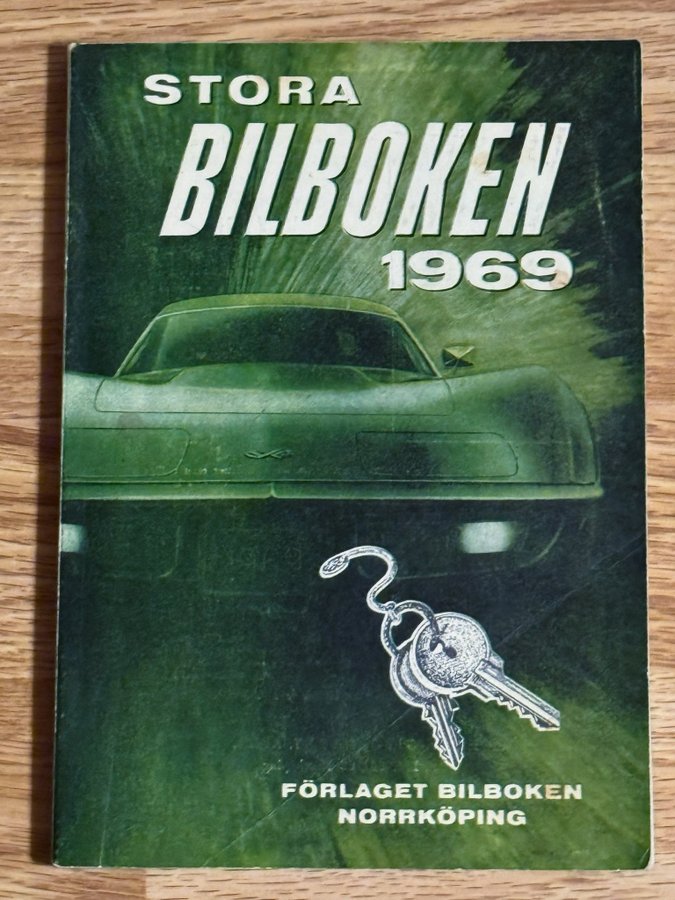 STORA
BILBOKEN
1969
FÖRLAGET BILBOKEN
NORRKÖPING